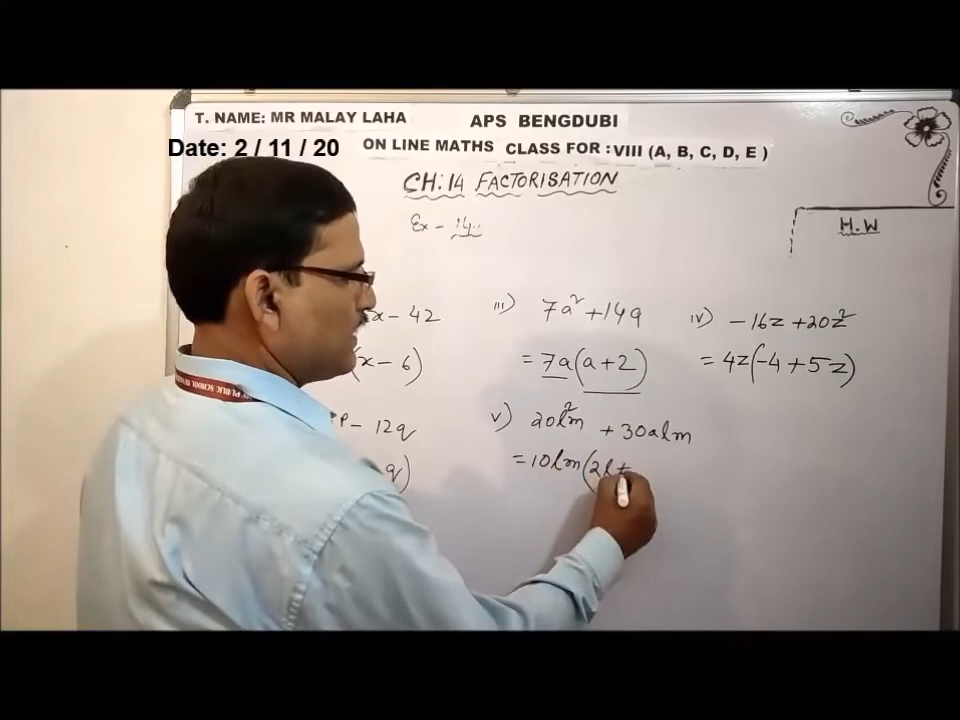 T. NAME: MR MALAY LAHA
APS BENGDUBI
Date: 2 / 11 / 20
ON LINE MATHS CLASS FOR : VIII (A, B, C, D, E )
CH: 14 FACTORISATION
Ex - 14.
H.W
x - 42
(x - 6)
iii) 7a² + 14a
= 7a(a + 2)
iv) - 16z + 20z²
= 4z(-4 + 5z)
P - 12q
q)
v) 20l²m + 30alm
= 10lm(2l +